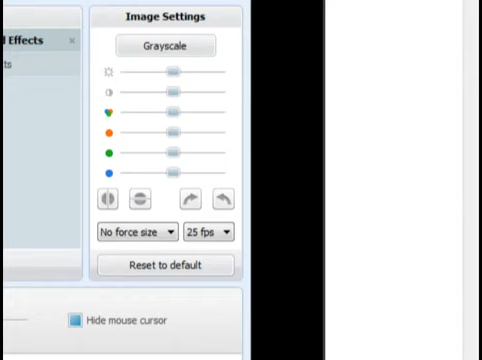 Image Settings
Grayscale
d Effects
ts
No force size
25 fps
Reset to default
Hide mouse cursor